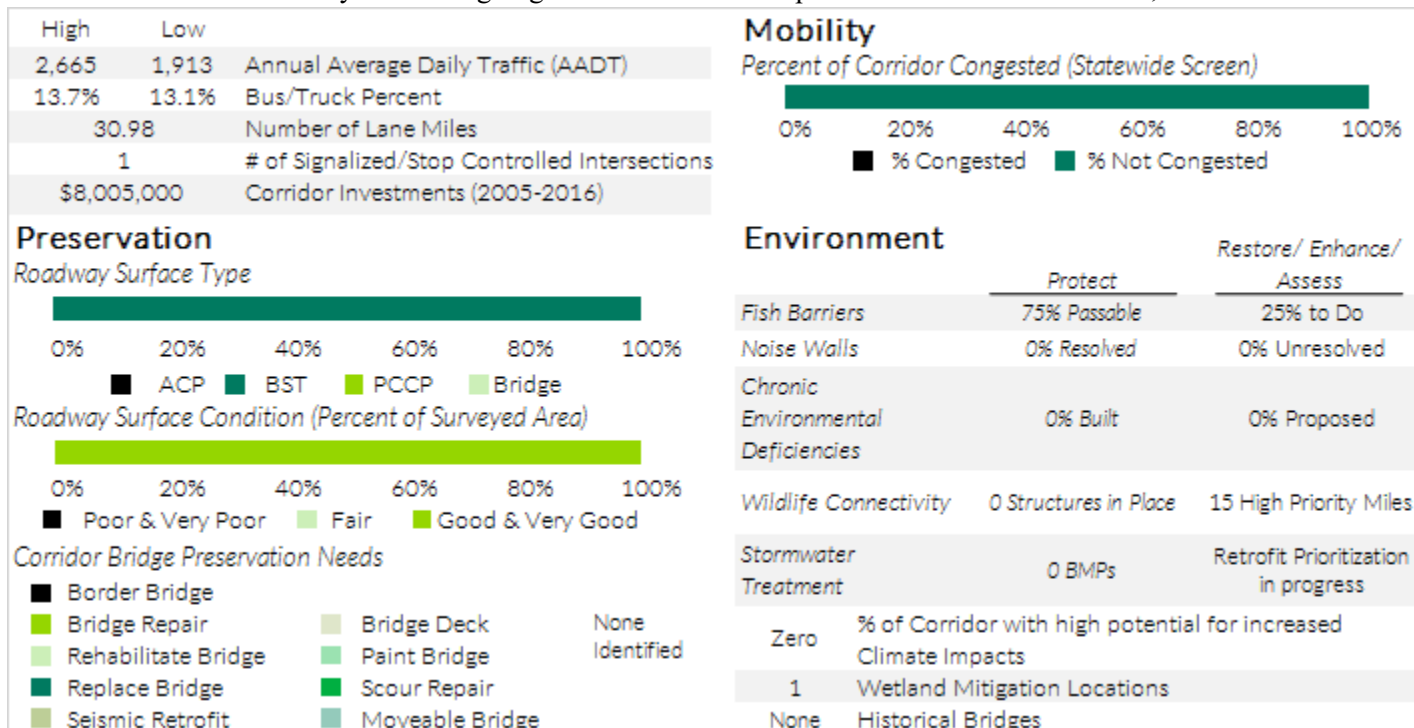 High Low
2,665 1,913 Annual Average Daily Traffic (AADT)
13.7% 13.1% Bus/Truck Percent
30.98 Number of Lane Miles
1 # of Signalized/Stop Controlled Intersections
$8,005,000 Corridor Investments (2005-2016)
Preservation
Roadway Surface Type
0% 20% 40% 60% 80% 100%
ACP BST PCCP Bridge
Roadway Surface Condition (Percent of Surveyed Area)
0% 20% 40% 60% 80% 100%
Poor & Very Poor Fair Good & Very Good
Corridor Bridge Preservation Needs
Border Bridge
Bridge Repair Bridge Deck None
Rehabilitate Bridge Paint Bridge Identified
Replace Bridge Scour Repair
Seismic Retrofit Moveable Bridge
Mobility
Percent of Corridor Congested (Statewide Screen)
0% 20% 40% 60% 80% 100%
% Congested % Not Congested
Environment
Restore/ Enhance/
Protect Assess
Fish Barriers 75% Passable 25% to Do
Noise Walls 0% Resolved 0% Unresolved
Chronic
Environmental 0% Built 0% Proposed
Deficiencies
Wildlife Connectivity 0 Structures in Place 15 High Priority Miles
Stormwater Retrofit Prioritization
Treatment 0 BMPs in progress
Zero % of Corridor with high potential for increased
Climate Impacts
1 Wetland Mitigation Locations
None Historical Bridges